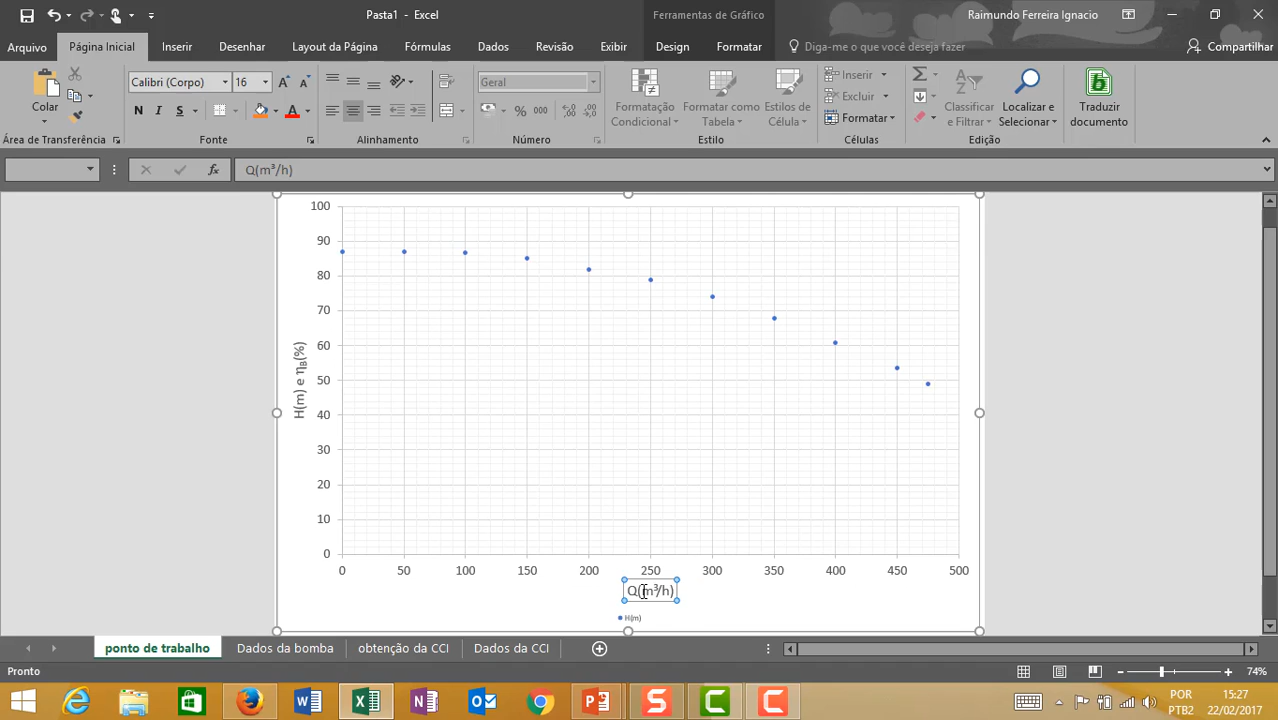 Pasta1 - Excel
Ferramentas de Gráfico
Raimundo Ferreira Ignacio
Arquivo
Página Inicial
Inserir
Desenhar
Layout da Página
Fórmulas
Dados
Revisão
Exibir
Design
Formatar
Diga-me o que você deseja fazer
Compartilhar
Colar
Calibri (Corpo)
16
N I S
Geral
% 000
Formatação Condicional
Formatar como Tabela
Estilos de Célula
Inserir
Excluir
Formatar
Classificar e Filtrar
Localizar e Selecionar
Traduzir documento
Área de Transferência
Fonte
Alinhamento
Número
Estilo
Células
Edição
fx
Q(m³/h)
100
90
80
70
60
50
40
30
20
10
0
H(m) e ηB(%)
0 50 100 150 200 250 300 350 400 450 500
Q(m³/h)
H(m)
ponto de trabalho
Dados da bomba
obtenção da CCI
Dados da CCI
Pronto
74%
POR
PTB2
15:27
22/02/2017